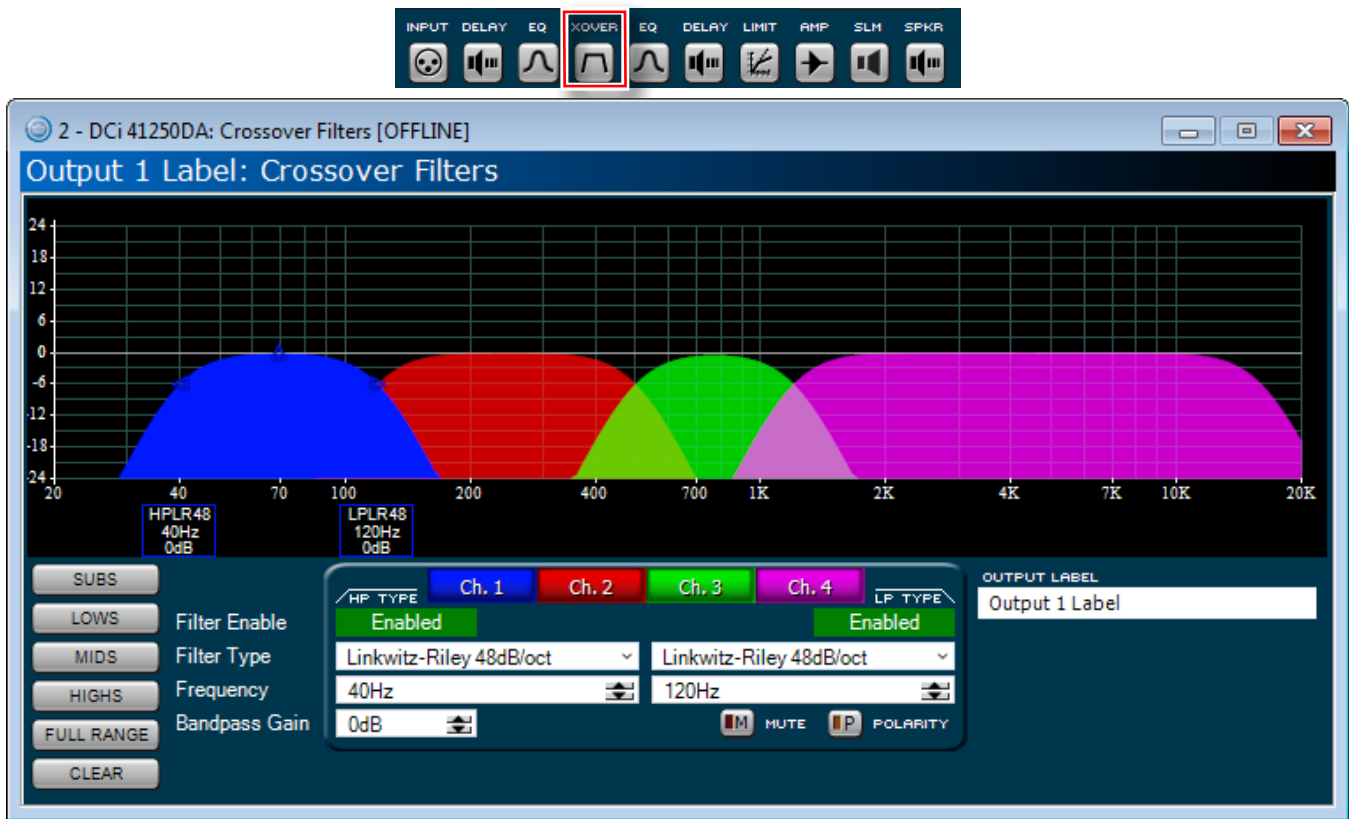 INPUT DELAY EQ XOVER EQ DELAY LIMIT AMP SLM SPKR
2 - DCi 41250DA: Crossover Filters [OFFLINE]
Output 1 Label: Crossover Filters
24
18
12
6
0
-6
-12
-18
-24
20 40 70 100 200 400 700 1K 2K 4K 7K 10K 20K
HPLR48
40Hz
0dB
LPLR48
120Hz
0dB
SUBS
LOWS
MIDS
HIGHS
FULL RANGE
CLEAR
HP TYPE Ch. 1 Ch. 2 Ch. 3 Ch. 4 LP TYPE
Filter Enable Enabled Enabled
Filter Type Linkwitz-Riley 48dB/oct Linkwitz-Riley 48dB/oct
Frequency 40Hz 120Hz
Bandpass Gain 0dB M MUTE P POLARITY
OUTPUT LABEL
Output 1 Label